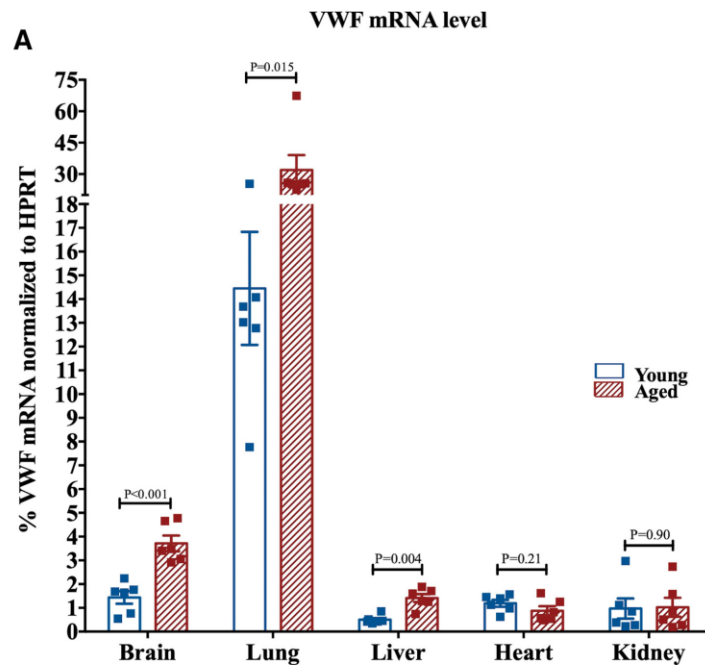 VWF mRNA level
A
% VWF mRNA normalized to HPRT
75
60
45
30
18
16
15
14
13
12
11
10
9
8
7
6
5
4
3
2
1
0
P<0.001
P=0.015
P=0.004
P=0.21
P=0.90
Young
Aged
Brain
Lung
Liver
Heart
Kidney